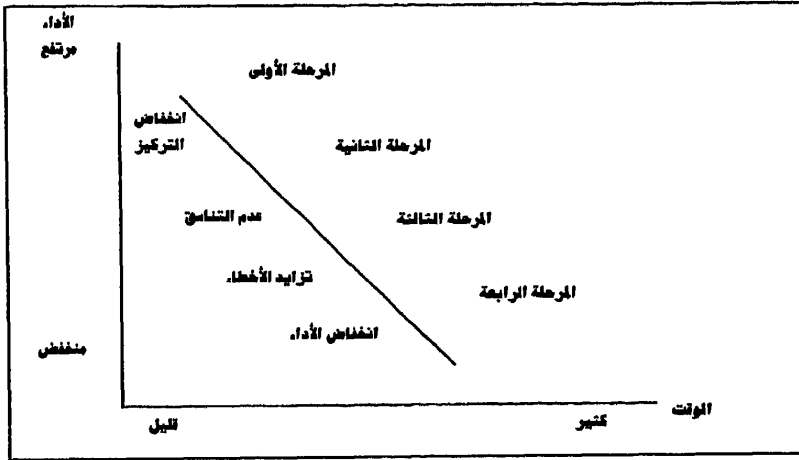 الأداء
مرتفع
المرحلة الأولى
انخفاض
التركيز
المرحلة الثانية
عدم التناسق
المرحلة الثالثة
تزايد الأخطاء
المرحلة الرابعة
انخفاض الأداء
منخفض
الوقت
كثير
قليل